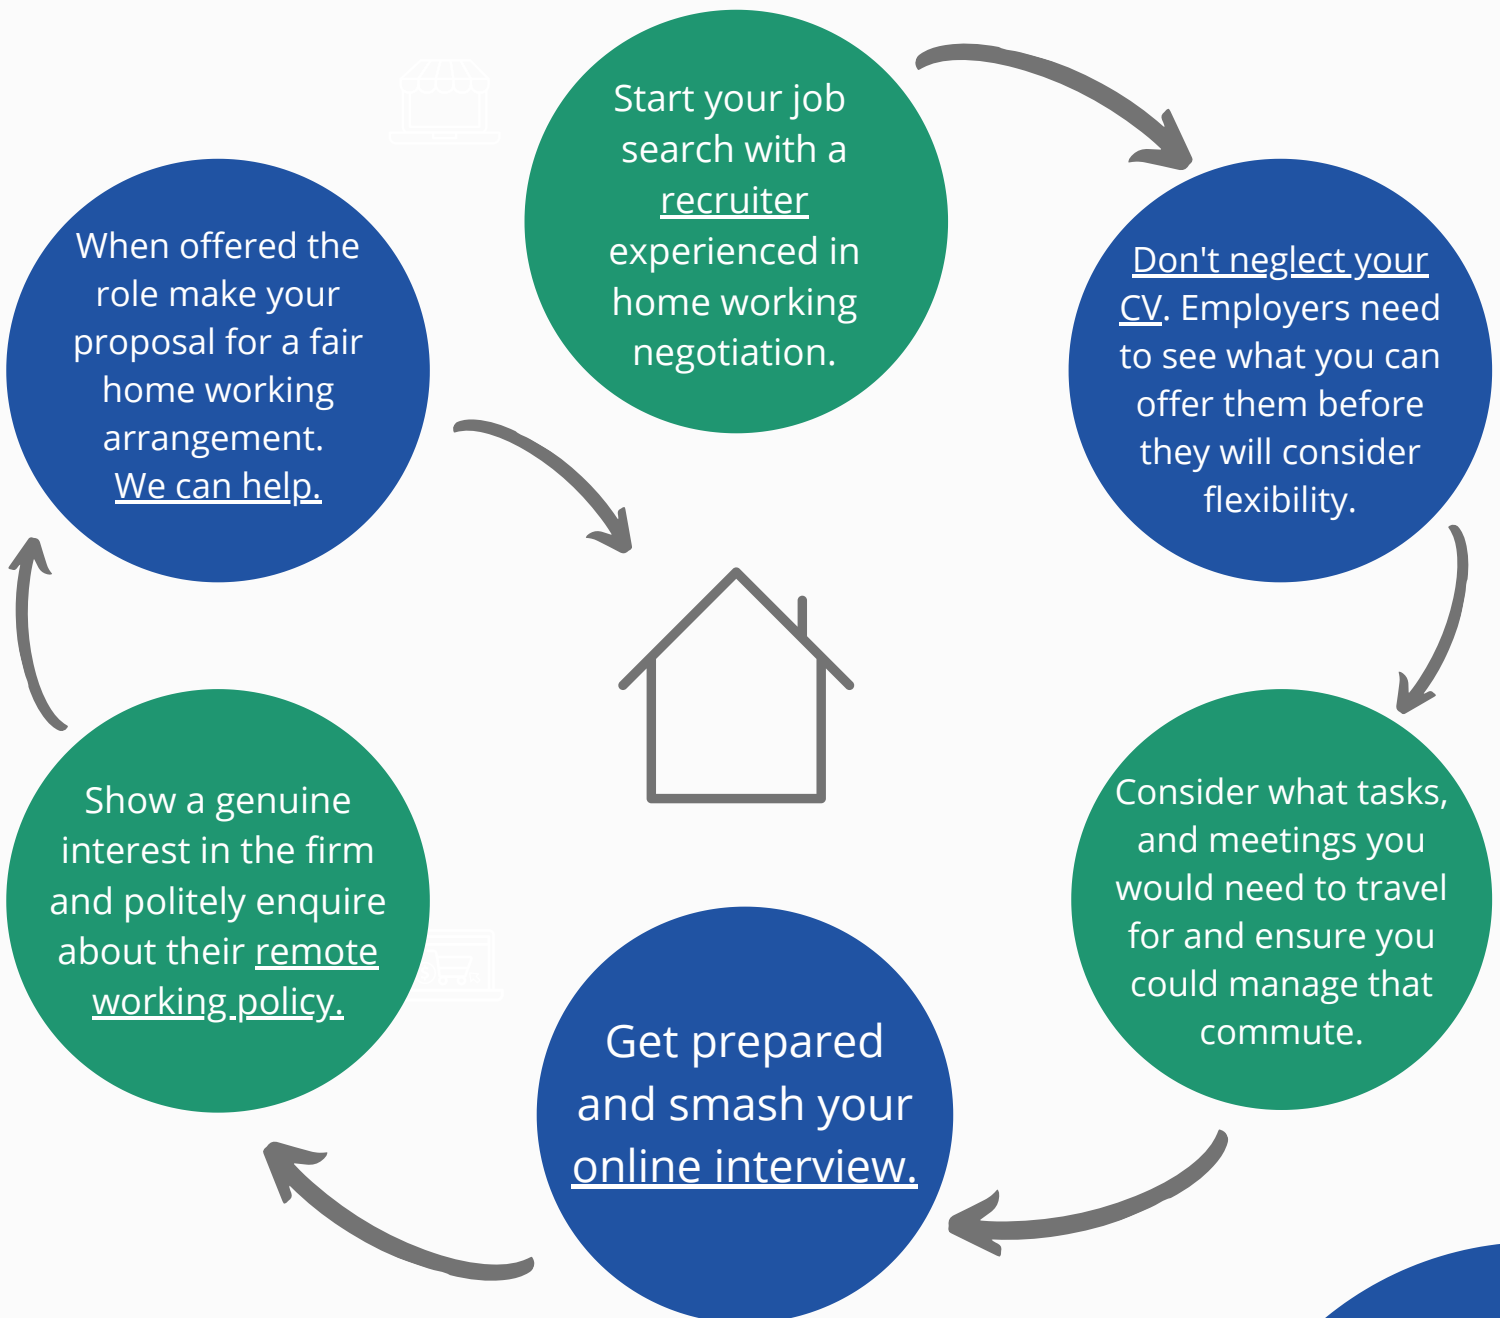 Start your job
search with a
recruiter
experienced in
home working
negotiation.
Don't neglect your
CV. Employers need
to see what you can
offer them before
they will consider
flexibility.
Consider what tasks,
and meetings you
would need to travel
for and ensure you
could manage that
commute.
Get prepared
and smash your
online interview.
Show a genuine
interest in the firm
and politely enquire
about their remote
working policy.
When offered the
role make your
proposal for a fair
home working
arrangement.
We can help.